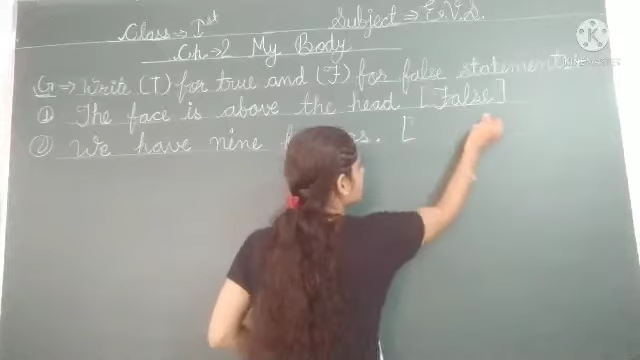 Class → Ist Subject → E.V.S.
Ch-2 My Body
G ⇒ Write (T) for true and (F) for false statements
① The face is above the head [False]
② We have nine [